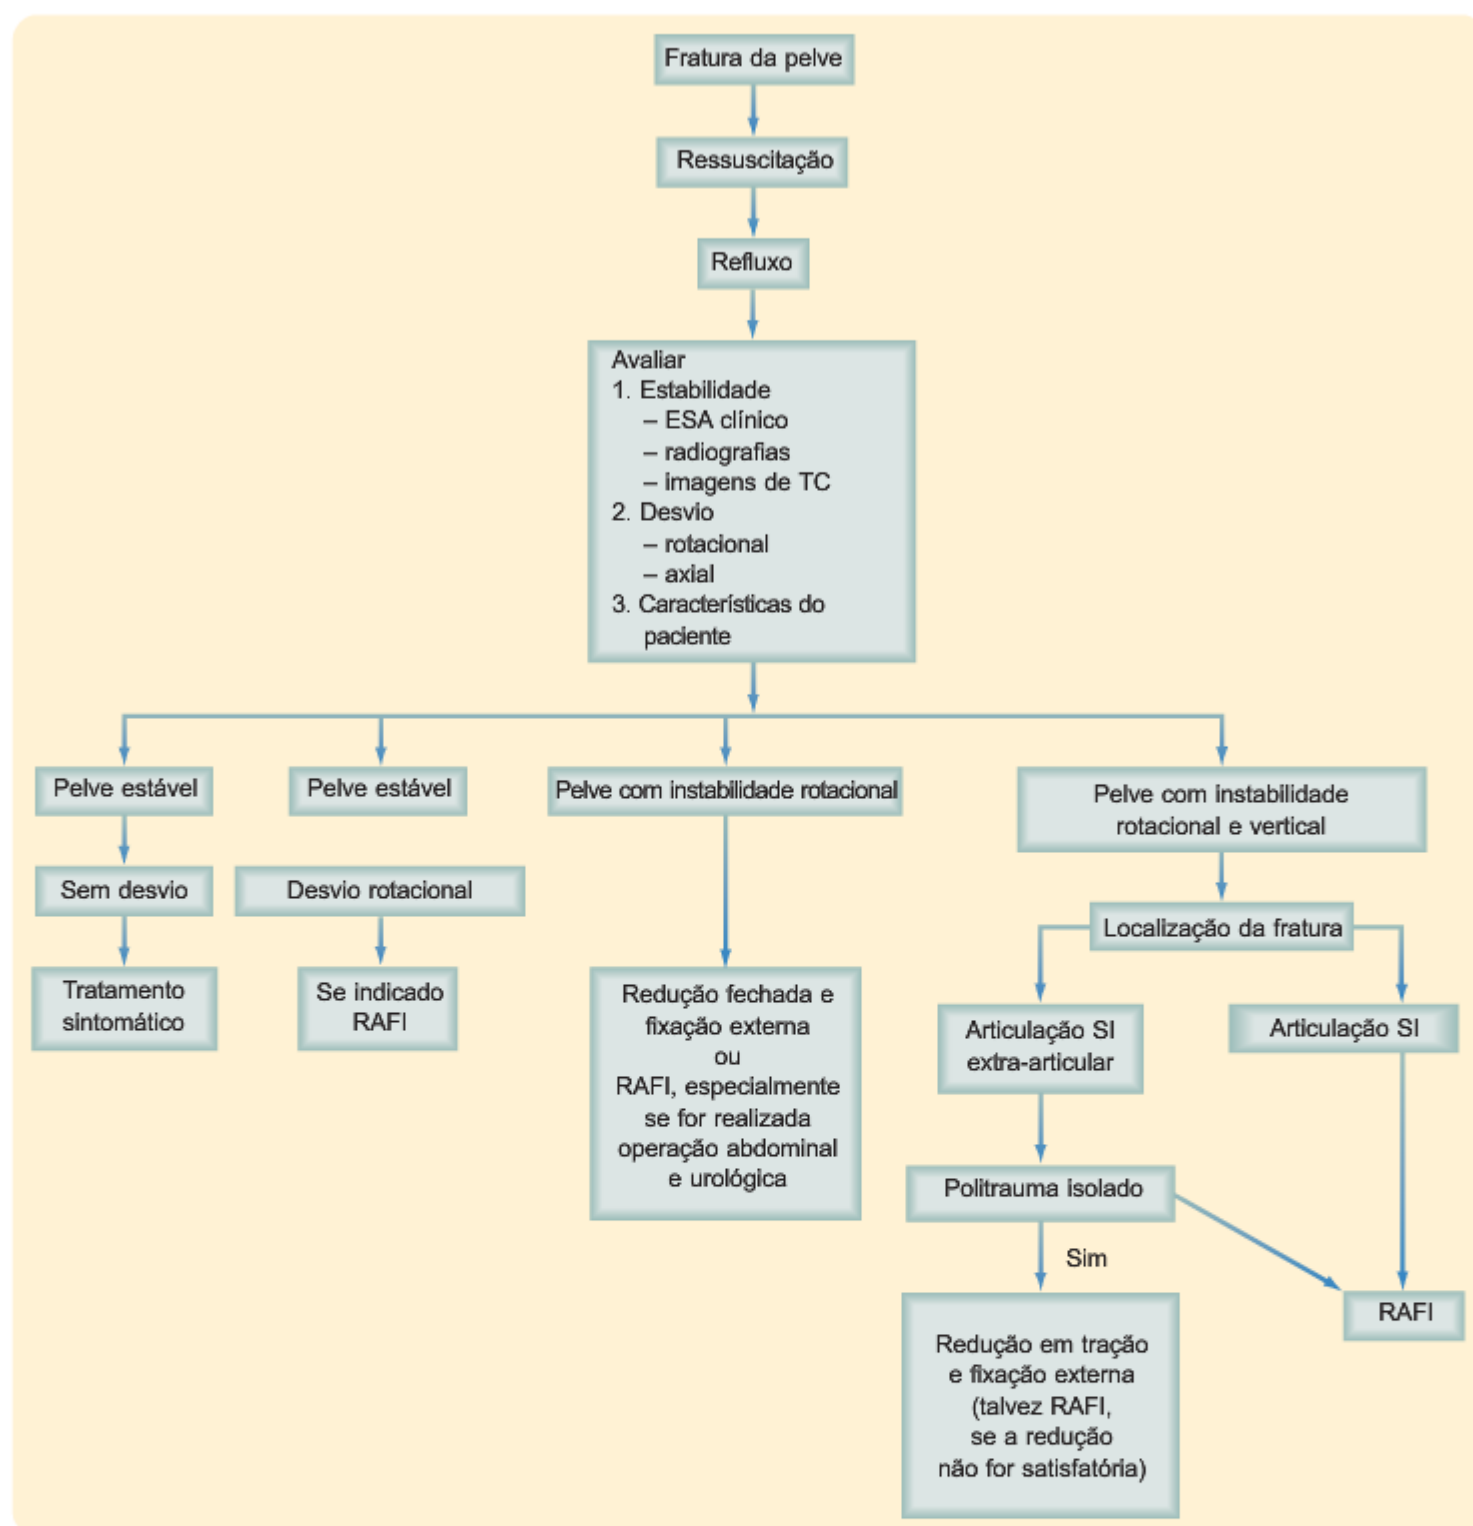 Fratura da pelve
Ressuscitação
Refluxo
Avaliar
1. Estabilidade
– ESA clínico
– radiografias
– imagens de TC
2. Desvio
– rotacional
– axial
3. Características do
paciente
Pelve estável
Pelve estável
Pelve com instabilidade rotacional
Pelve com instabilidade
rotacional e vertical
Sem desvio
Desvio rotacional
Localização da fratura
Tratamento
sintomático
Se indicado
RAFI
Redução fechada e
fixação externa
ou
RAFI, especialmente
se for realizada
operação abdominal
e urológica
Articulação SI
extra-articular
Articulação SI
Politrauma isolado
Sim
RAFI
Redução em tração
e fixação externa
(talvez RAFI,
se a redução
não for satisfatória)